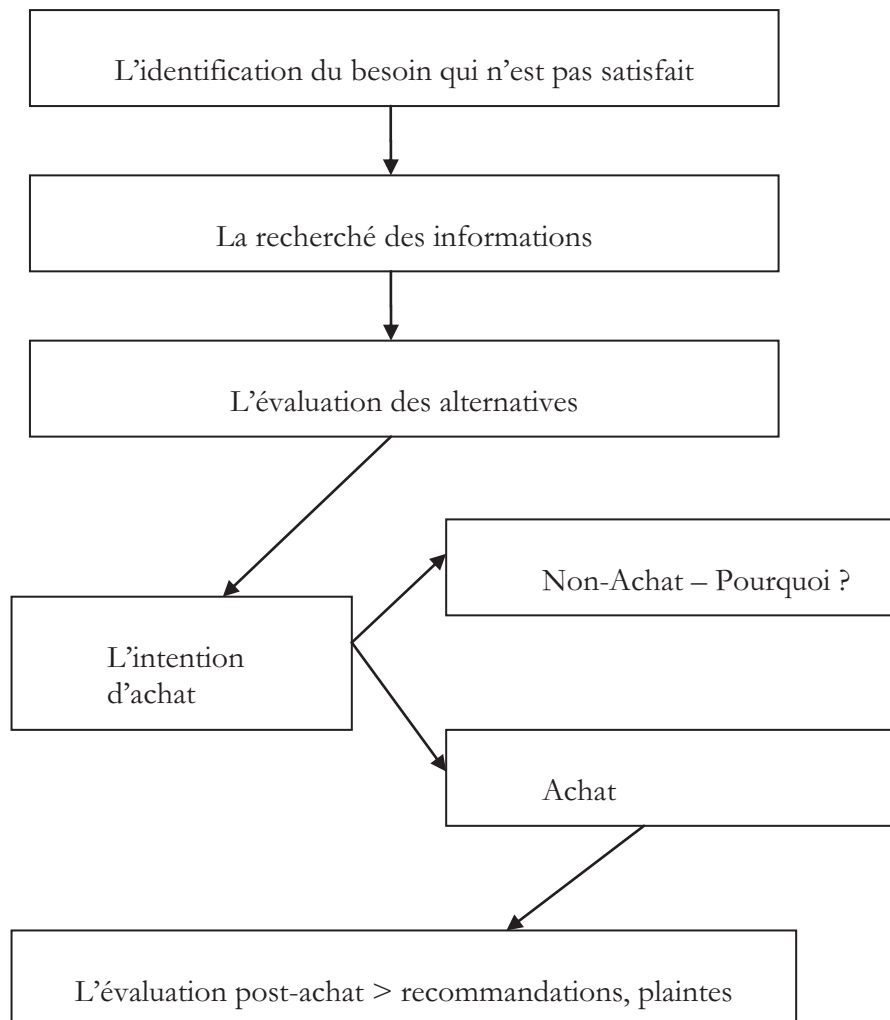 L’identification du besoin qui n’est pas satisfait
La recherché des informations
L’évaluation des alternatives
Non-Achat – Pourquoi ?
L’intention
d’achat
Achat
L’évaluation post-achat > recommandations, plaintes